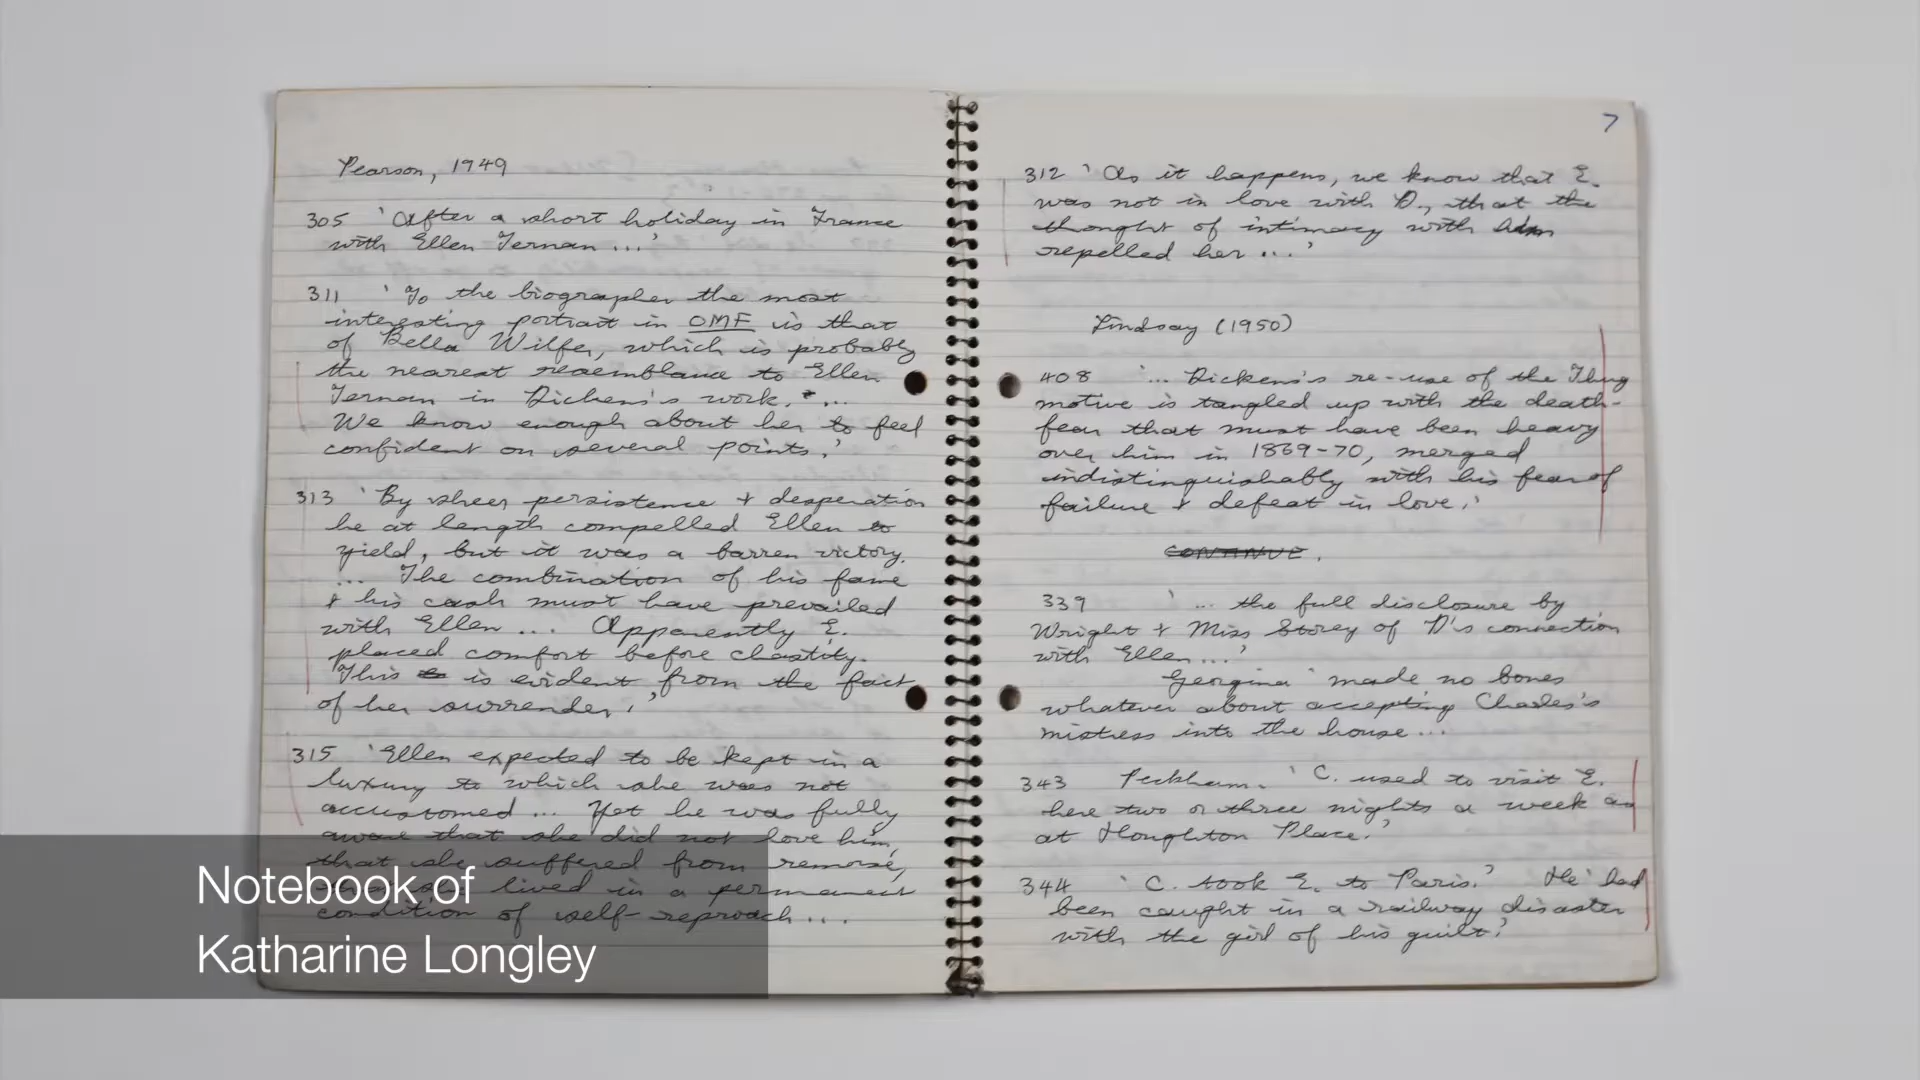 Pearson, 1949
305 'After a short holiday in France
with Ellen Ternan ...'
311 'To the biographer the most
interesting portrait in OMF is that
of Bella Wilfer, which is probably
the nearest resemblance to Ellen
Ternan in Dickens's work. ...
We know enough about her to feel
confident on several points.'
313 'By sheer persistence & desperation
he at length compelled Ellen to
yield, but it was a barren victory.
... The combination of his fame
& his cash must have prevailed
with Ellen ... Apparently E.
placed comfort before chastity.
This is evident from the fact
of her surrender.'
315 'Ellen expected to be kept in a
luxury to which she was not
accustomed ... Yet he was fully
aware that she did not love him,
that she suffered from remorse,
that she lived in a permanent
condition of self-reproach ...
7
312 'As it happens, we know that E.
was not in love with D., that the
thought of intimacy with him
repelled her ...'
Lindsay (1950)
408 '... Dickens's re-use of the Thug
motive is tangled up with the death-
fear that must have been heavy
over him in 1869-70, merged
indistinguishably with his fear of
failure & defeat in love.'
CONTINUE.
339 '... the full disclosure by
Wright & Miss Storey of D's connection
with Ellen ...'
Georgina 'made no bones
whatever about accepting Charles's
mistress into the house ...
343 Peckham. 'C. used to visit E.
here two or three nights a week as
at Houghton Place.'
344 'C. took E. to Paris.' He 'had
been caught in a railway disaster
with the girl of his guilt.'
Notebook of
Katharine Longley